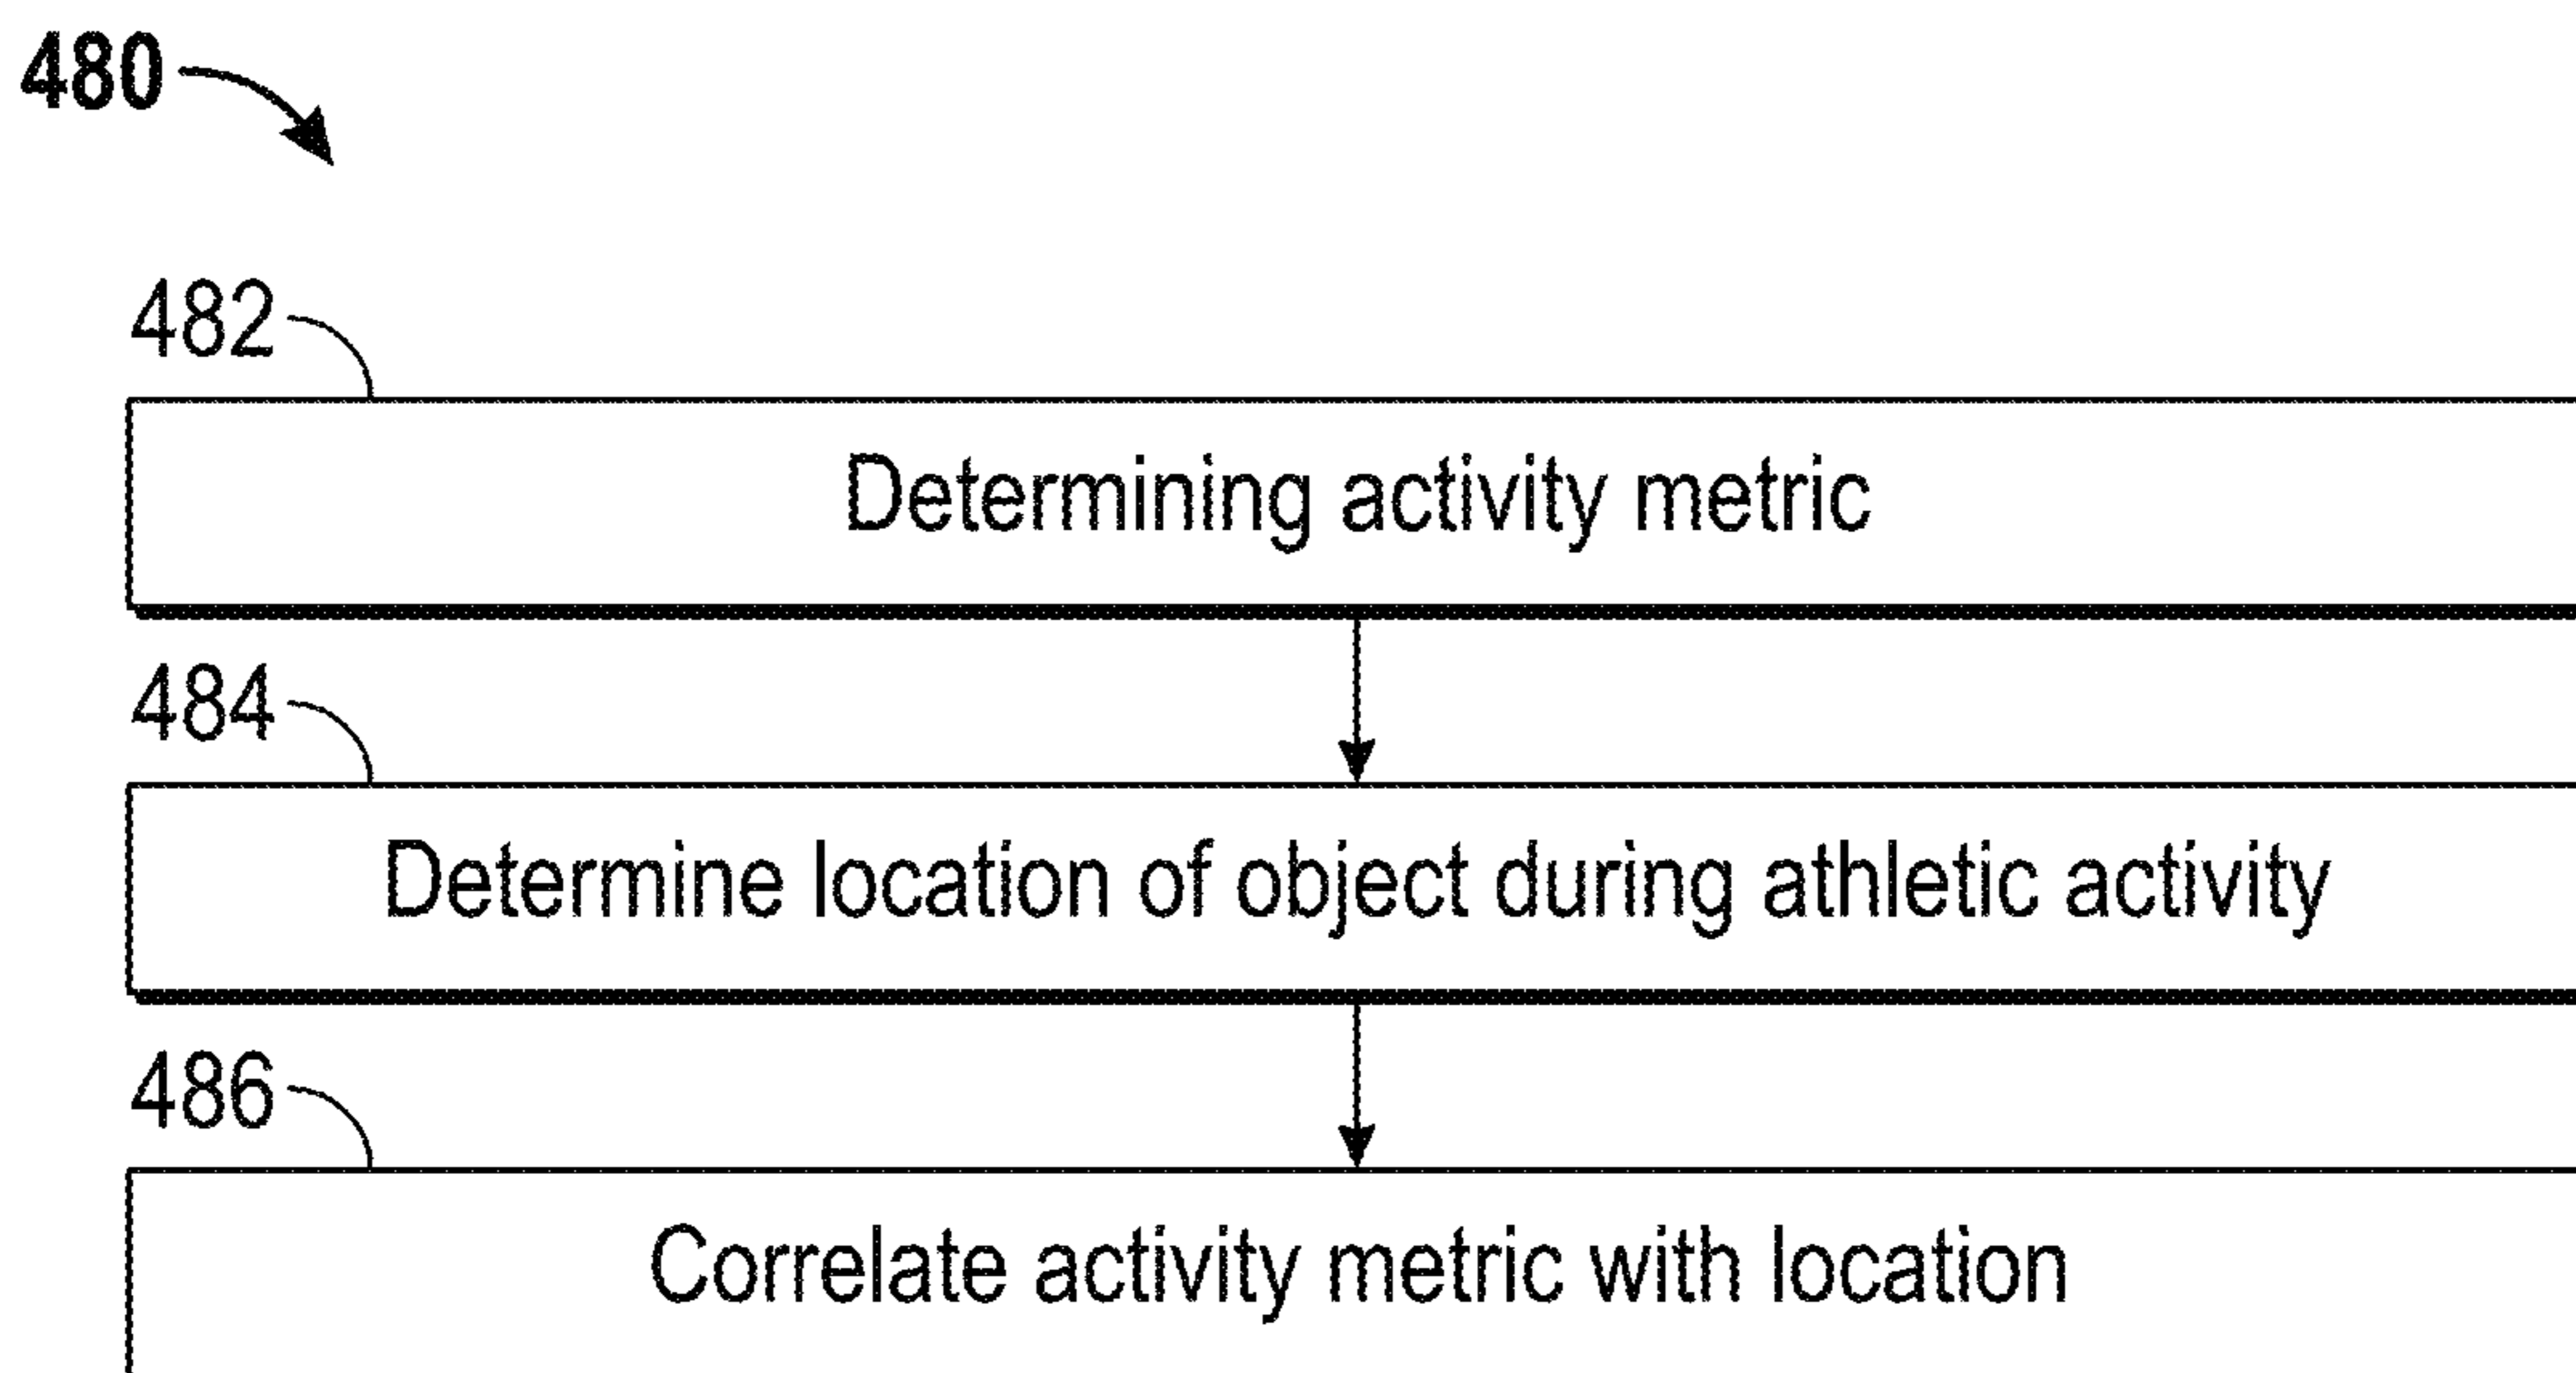 480
482
Determining activity metric
484
Determine location of object during athletic activity
486
Correlate activity metric with location